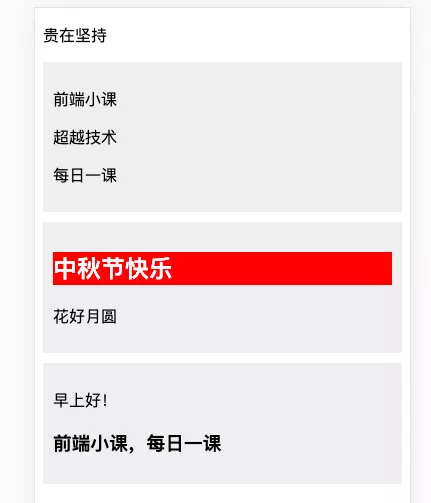 贵在坚持
前端小课
超越技术
每日一课
中秋节快乐
花好月圆
早上好！
前端小课，每日一课